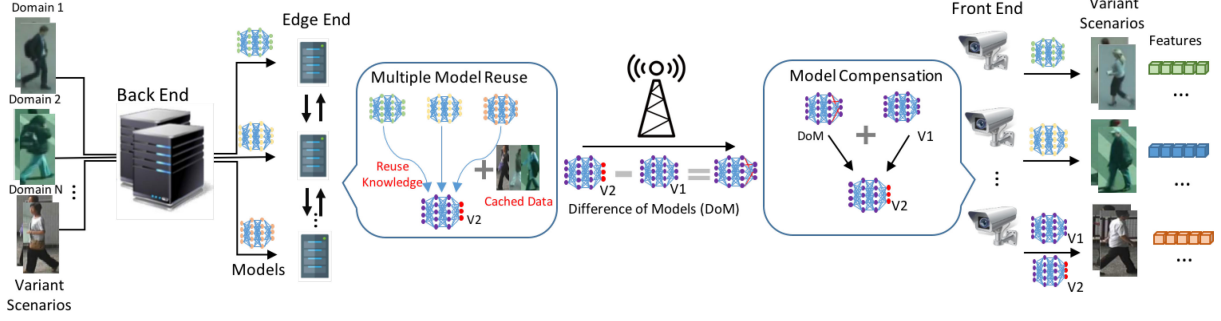 Domain 1
Domain 2
Domain N
Variant
Scenarios
Back End
Models
Edge End
Multiple Model Reuse
Reuse
Knowledge
Cached Data
V2
V2
V1
Difference of Models (DoM)
Model Compensation
DoM
V1
V2
Front End
V1
V2
Variant
Scenarios
Features
...
...
...